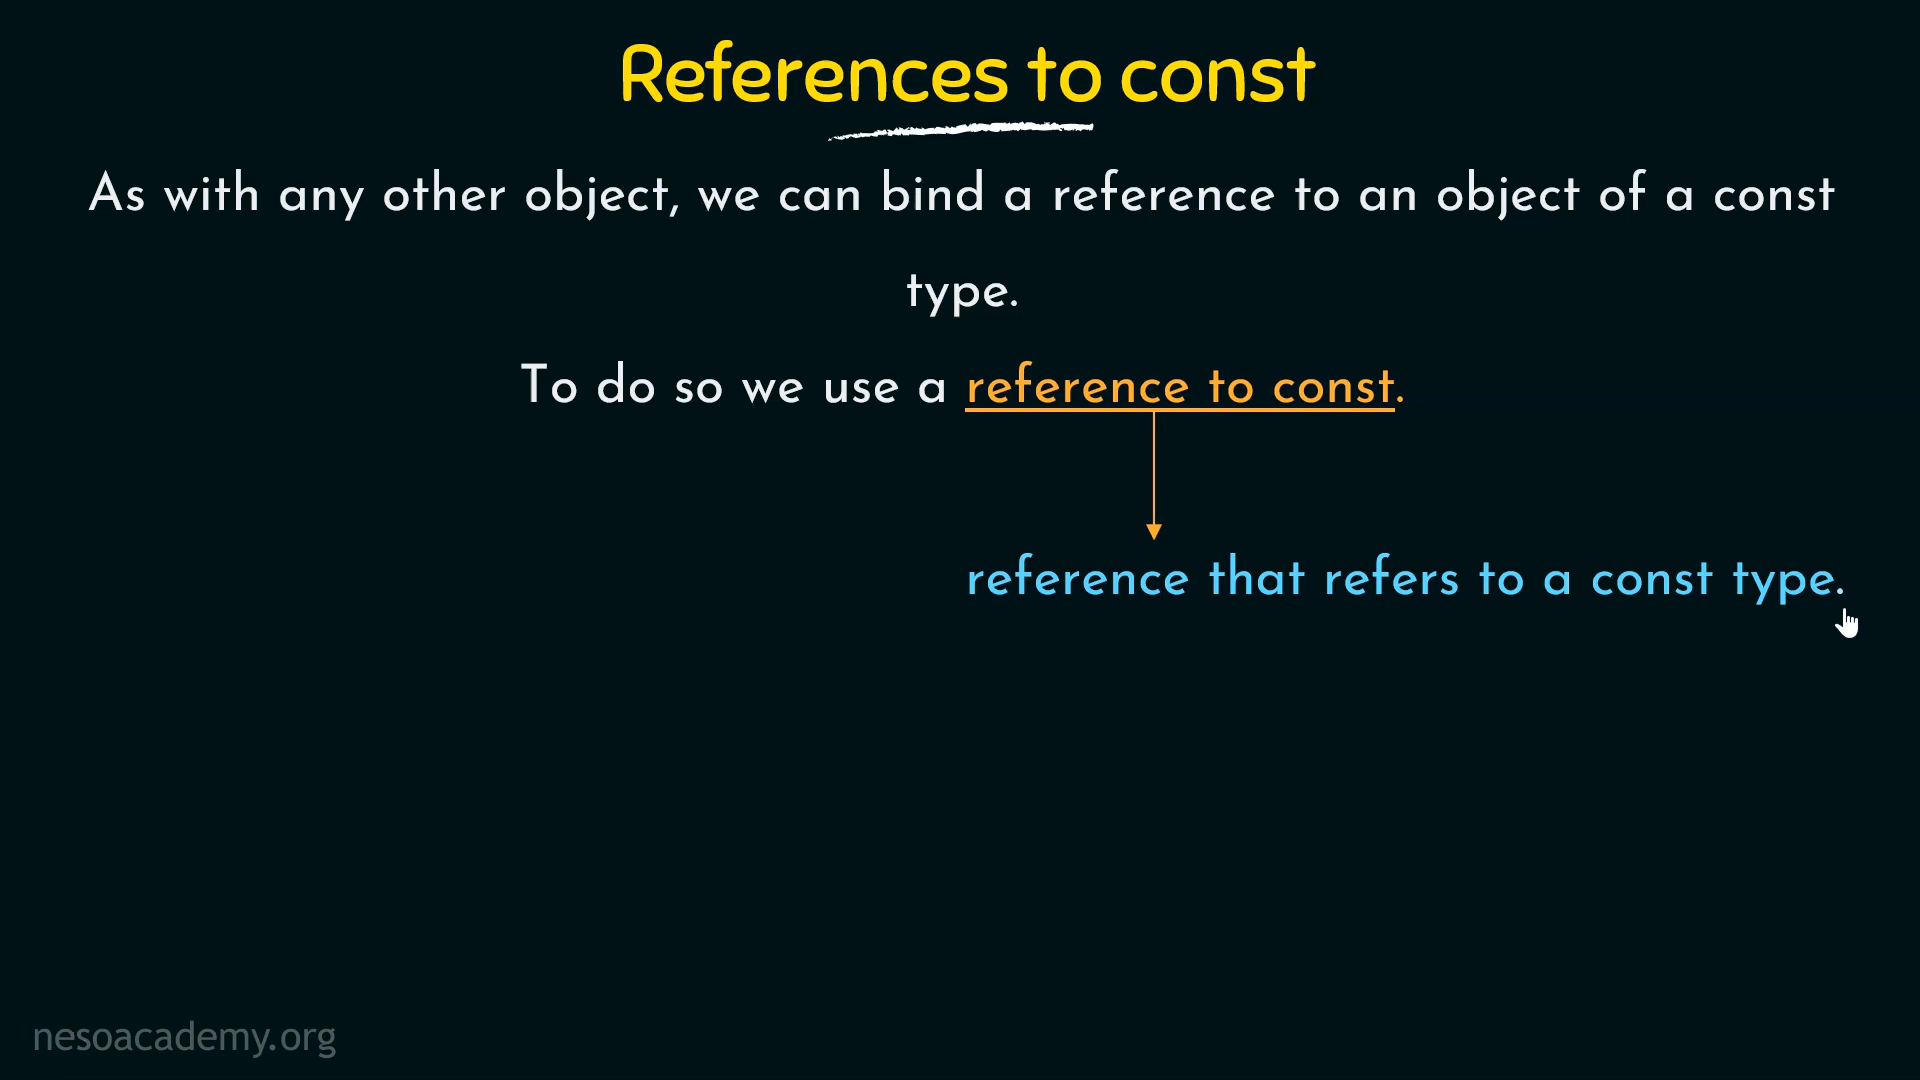 References to const
As with any other object, we can bind a reference to an object of a const
type.
To do so we use a reference to const.
reference that refers to a const type.
nesoacademy.org